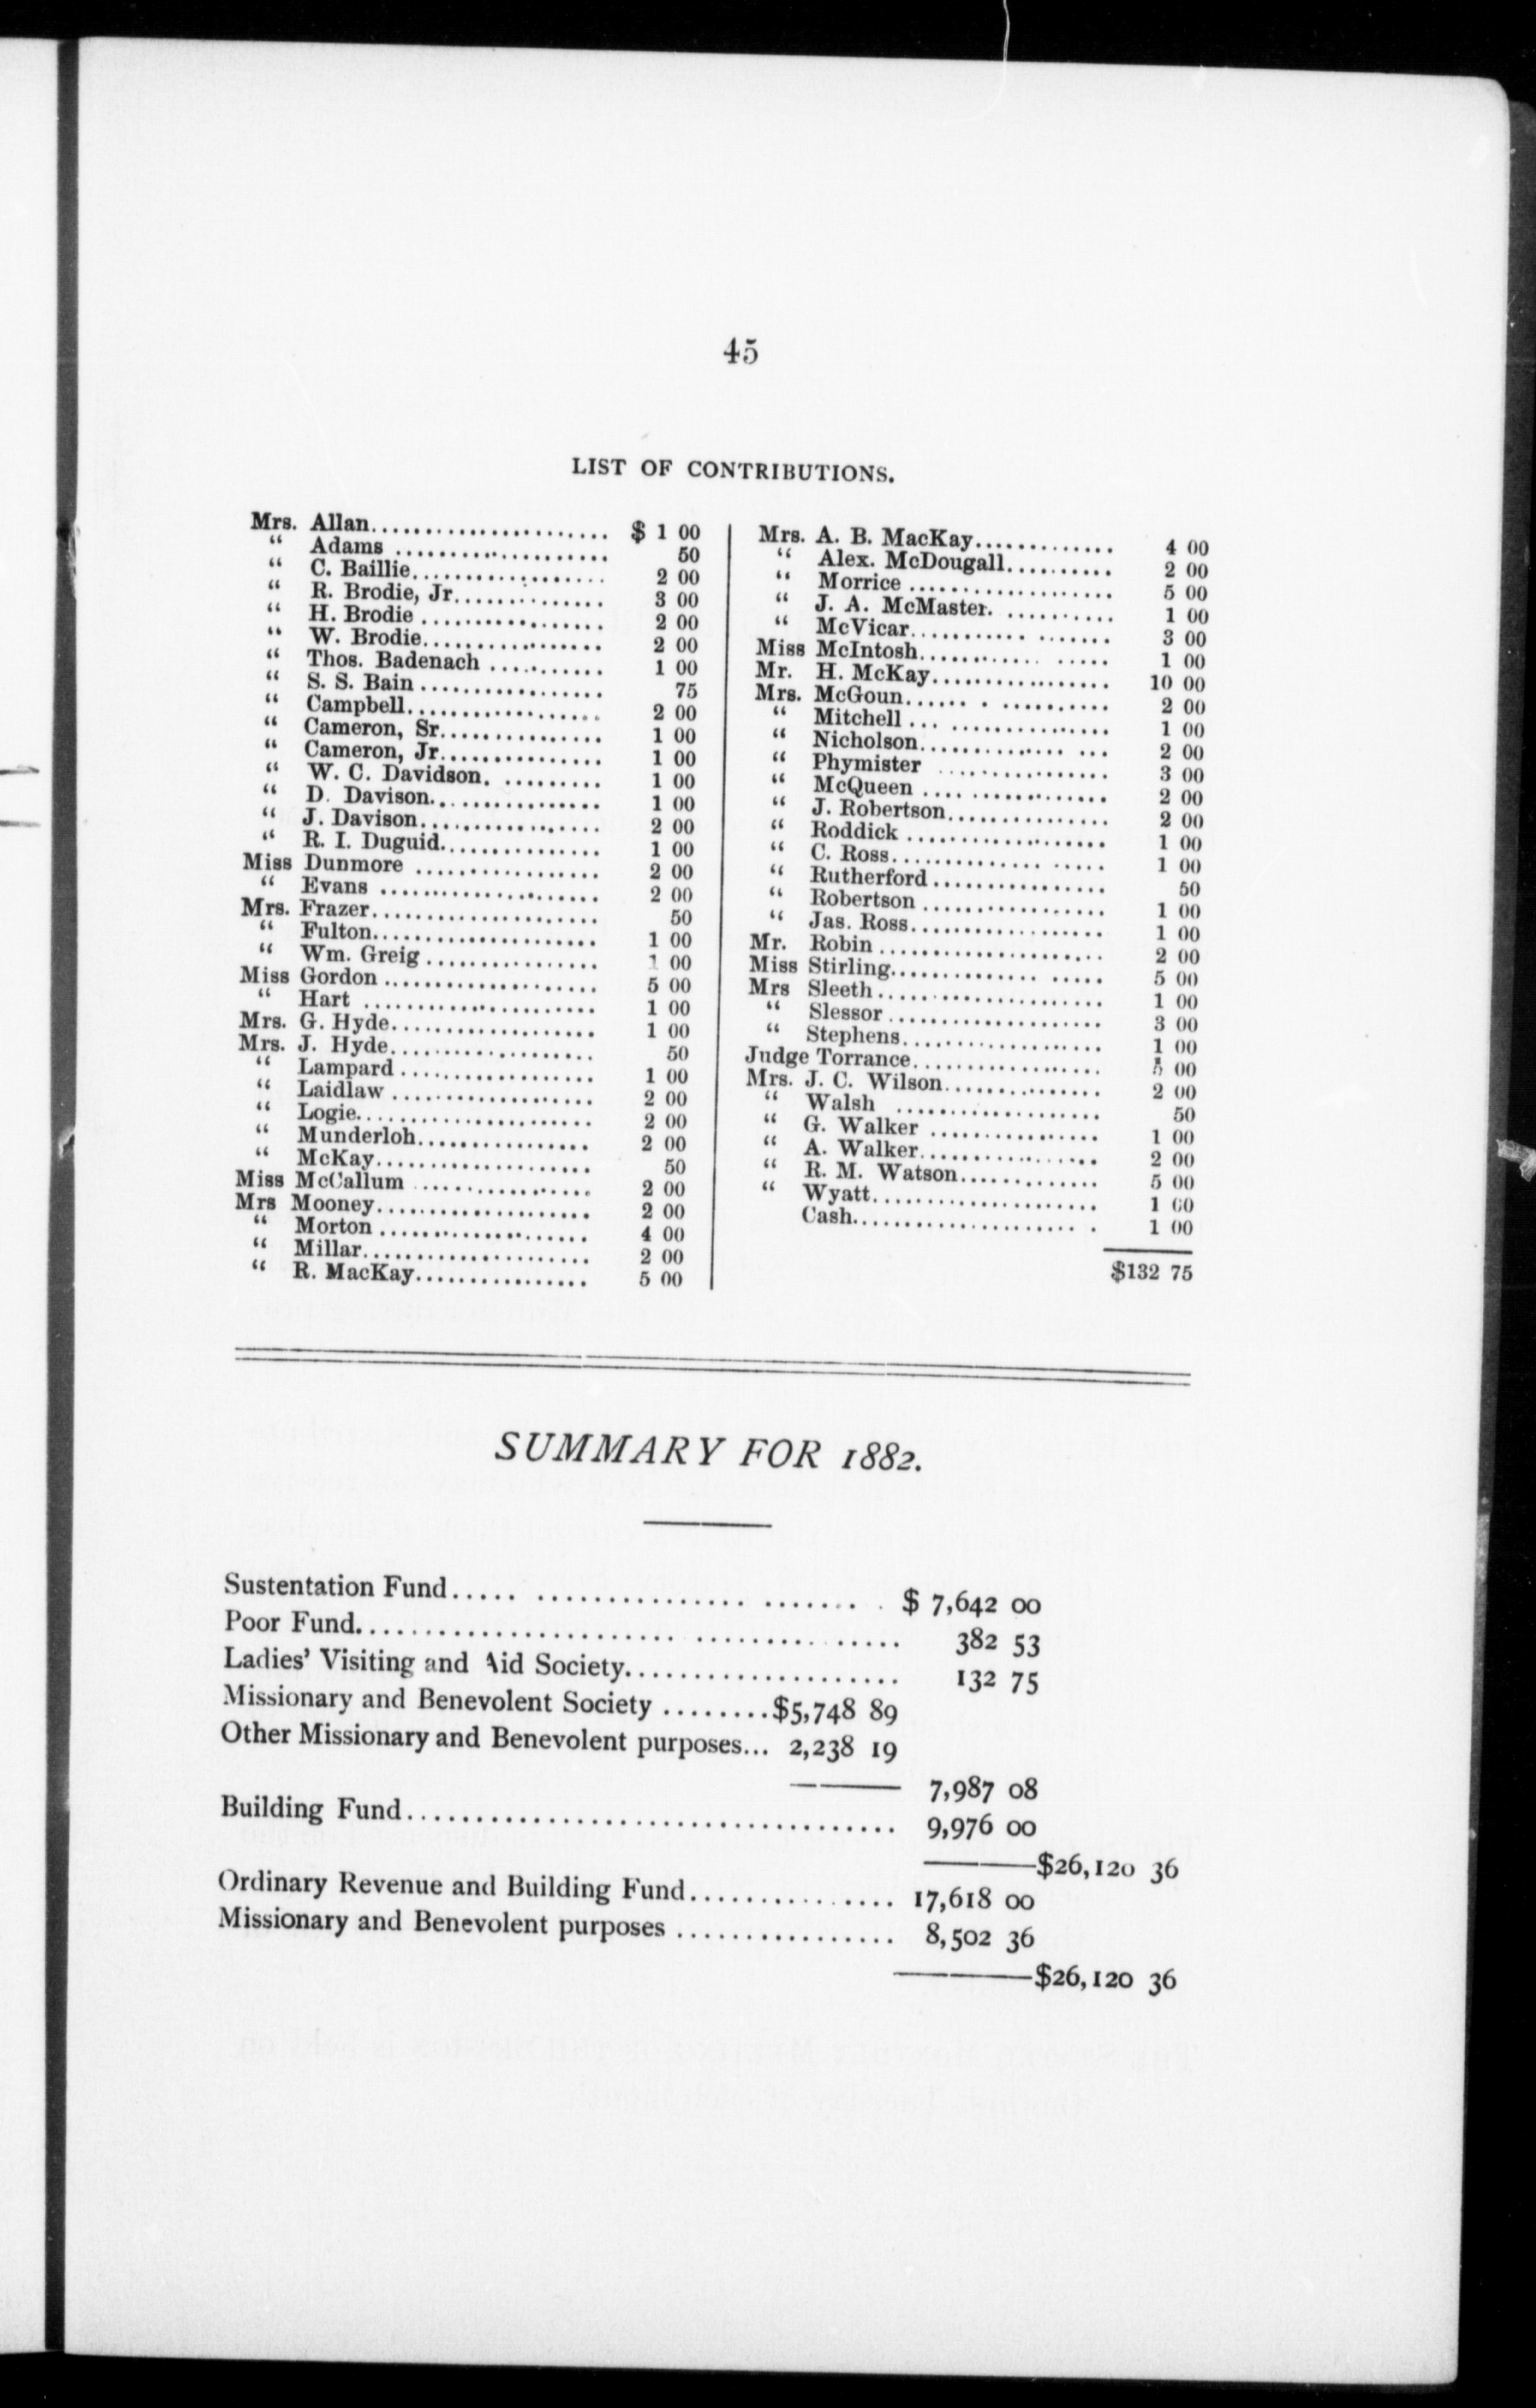 45
LIST OF CONTRIBUTIONS.
Mrs. Allan...................... $ 1 00
“ Adams .................... 50
“ C. Baillie.................. 2 00
“ R. Brodie, Jr.............. 3 00
“ H. Brodie ................. 2 00
“ W. Brodie................. 2 00
“ Thos. Badenach ........... 1 00
“ S. S. Bain ................. 75
“ Campbell.................. 2 00
“ Cameron, Sr............... 1 00
“ Cameron, Jr............... 1 00
“ W. C. Davidson. ......... 1 00
“ D. Davison................ 1 00
“ J. Davison................. 2 00
“ R. I. Duguid............... 1 00
Miss Dunmore ................. 2 00
“ Evans ..................... 2 00
Mrs. Frazer..................... 50
“ Fulton..................... 1 00
“ Wm. Greig ................ 1 00
Miss Gordon .................... 5 00
“ Hart ...................... 1 00
Mrs. G. Hyde................... 1 00
Mrs. J. Hyde................... 50
“ Lampard .................. 1 00
“ Laidlaw ................... 2 00
“ Logie...................... 2 00
“ Munderloh................ 2 00
“ McKay.................... 50
Miss McCallum ................. 2 00
Mrs Mooney.................... 2 00
“ Morton .................... 4 00
“ Millar..................... 2 00
“ R. MacKay................ 5 00
Mrs. A. B. MacKay............. 4 00
“ Alex. McDougall.......... 2 00
“ Morrice ................... 5 00
“ J. A. McMaster. .......... 1 00
“ McVicar........... ....... 3 00
Miss McIntosh............ ..... 1 00
Mr. H. McKay................. 10 00
Mrs. McGoun...... . .......... 2 00
“ Mitchell ... ............... 1 00
“ Nicholson.............. ... 2 00
“ Phymister ................ 3 00
“ McQueen .... ............. 2 00
“ J. Robertson............... 2 00
“ Roddick ................... 1 00
“ C. Ross.............. ..... 1 00
“ Rutherford ................ 50
“ Robertson ................. 1 00
“ Jas. Ross.................. 1 00
Mr. Robin ..................... 2 00
Miss Stirling.............. ..... 5 00
Mrs Sleeth ..................... 1 00
“ Slessor .................... 3 00
“ Stephens................... 1 00
Judge Torrance................. 5 00
Mrs. J. C. Wilson............... 2 00
“ Walsh ................... 50
“ G. Walker ................ 1 00
“ A. Walker................. 2 00
“ R. M. Watson............. 5 00
“ Wyatt..................... 1 00
Cash..................... . 1 00
$132 75
SUMMARY FOR 1882.
Sustentation Fund..... ............... ....... . $ 7,642 00
Poor Fund....................... ............... 382 53
Ladies’ Visiting and Aid Society.................... 132 75
Missionary and Benevolent Society ........$5,748 89
Other Missionary and Benevolent purposes... 2,238 19
7,987 08
Building Fund.................................... 9,976 00
$26,120 36
Ordinary Revenue and Building Fund............... 17,618 00
Missionary and Benevolent purposes ................ 8,502 36
$26,120 36